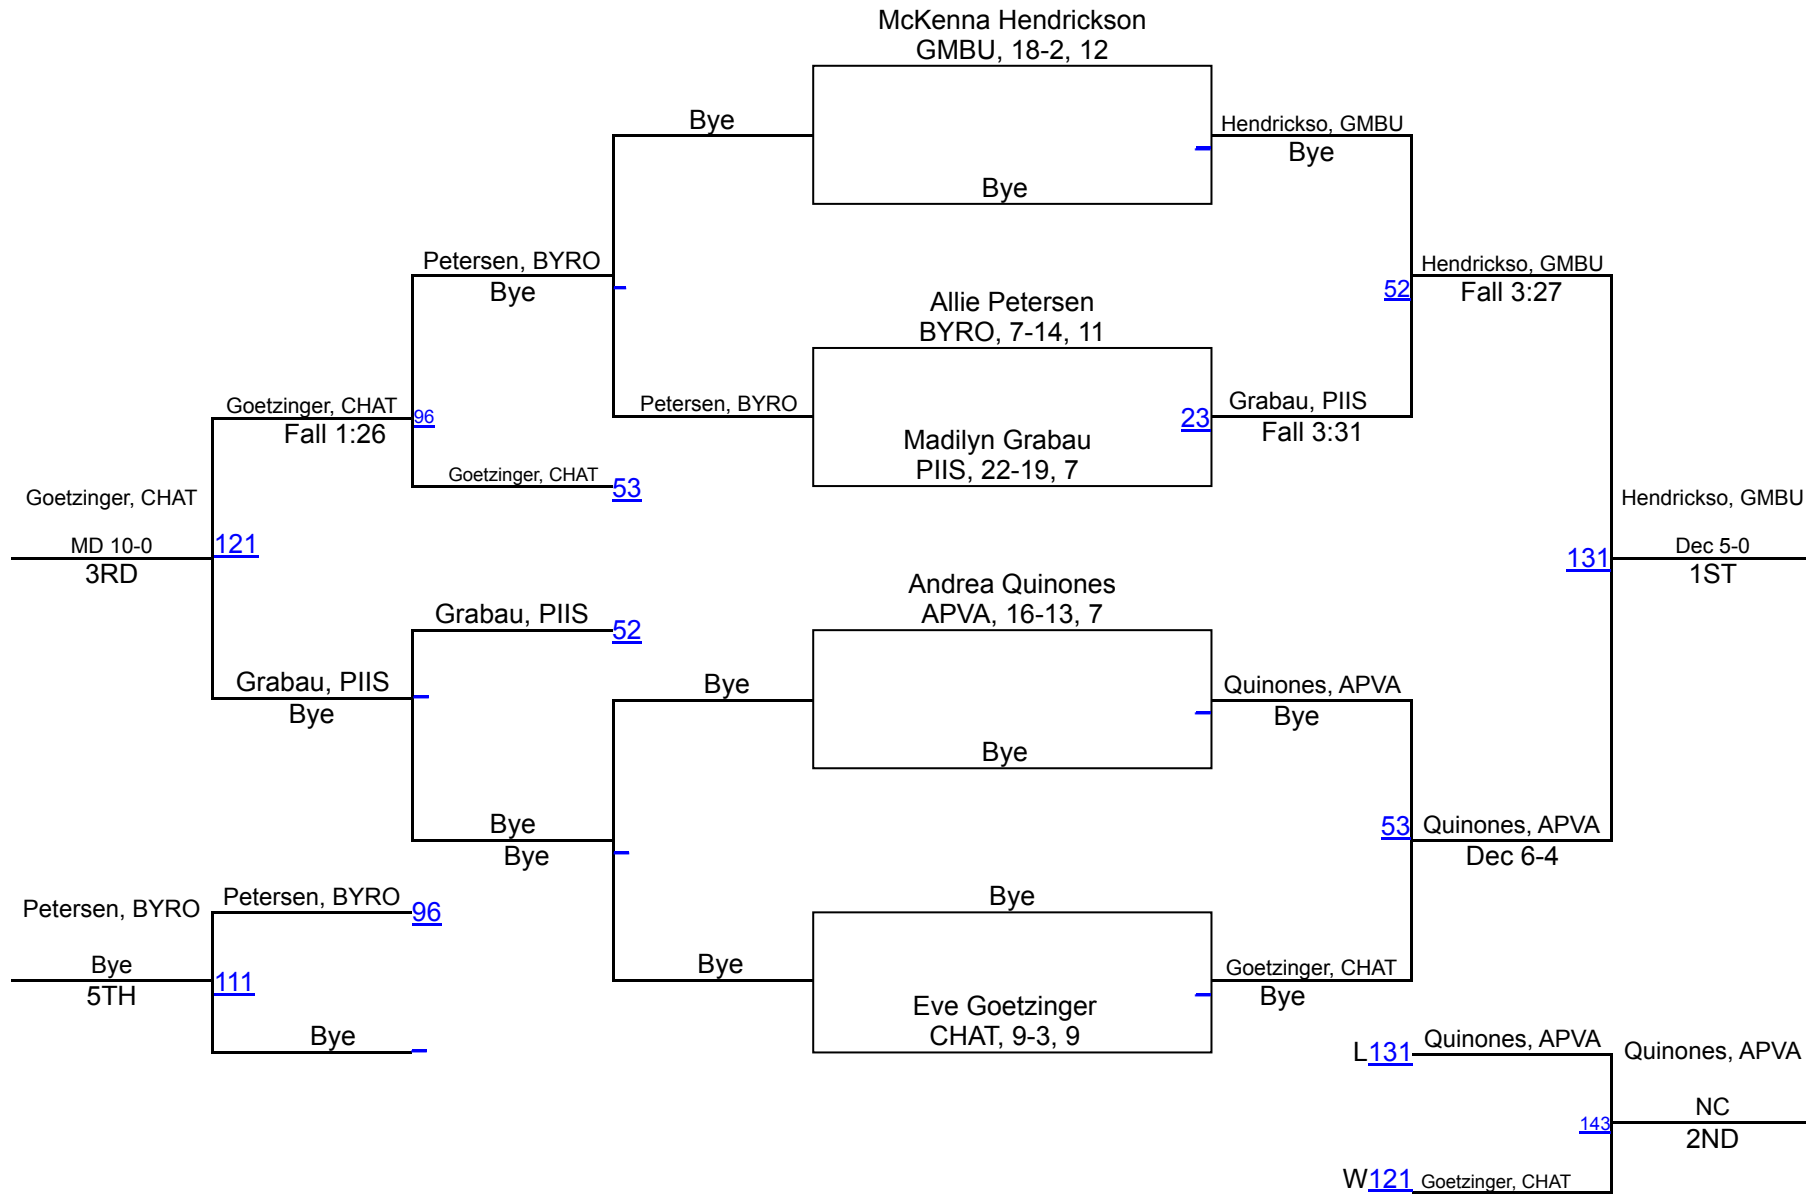 McKenna Hendrickson
GMBU, 18-2, 12
Bye
Hendrickso, GMBU
Bye
Bye
Petersen, BYRO
Bye
Allie Petersen
BYRO, 7-14, 11
52
Hendrickso, GMBU
Fall 3:27
Goetzinger, CHAT
Fall 1:26
96
Petersen, BYRO
Madilyn Grabau
PIIS, 22-19, 7
23
Grabau, PIIS
Fall 3:31
Goetzinger, CHAT
53
Goetzinger, CHAT
MD 10-0
3RD
121
Hendrickso, GMBU
131
Dec 5-0
1ST
Andrea Quinones
APVA, 16-13, 7
Grabau, PIIS
52
Grabau, PIIS
Bye
Bye
Quinones, APVA
Bye
Bye
Bye
Bye
53
Quinones, APVA
Dec 6-4
Petersen, BYRO
Petersen, BYRO
96
Bye
5TH
111
Bye
Bye
Bye
Eve Goetzinger
CHAT, 9-3, 9
Goetzinger, CHAT
Bye
L131
Quinones, APVA
Quinones, APVA
143
NC
2ND
W121
Goetzinger, CHAT